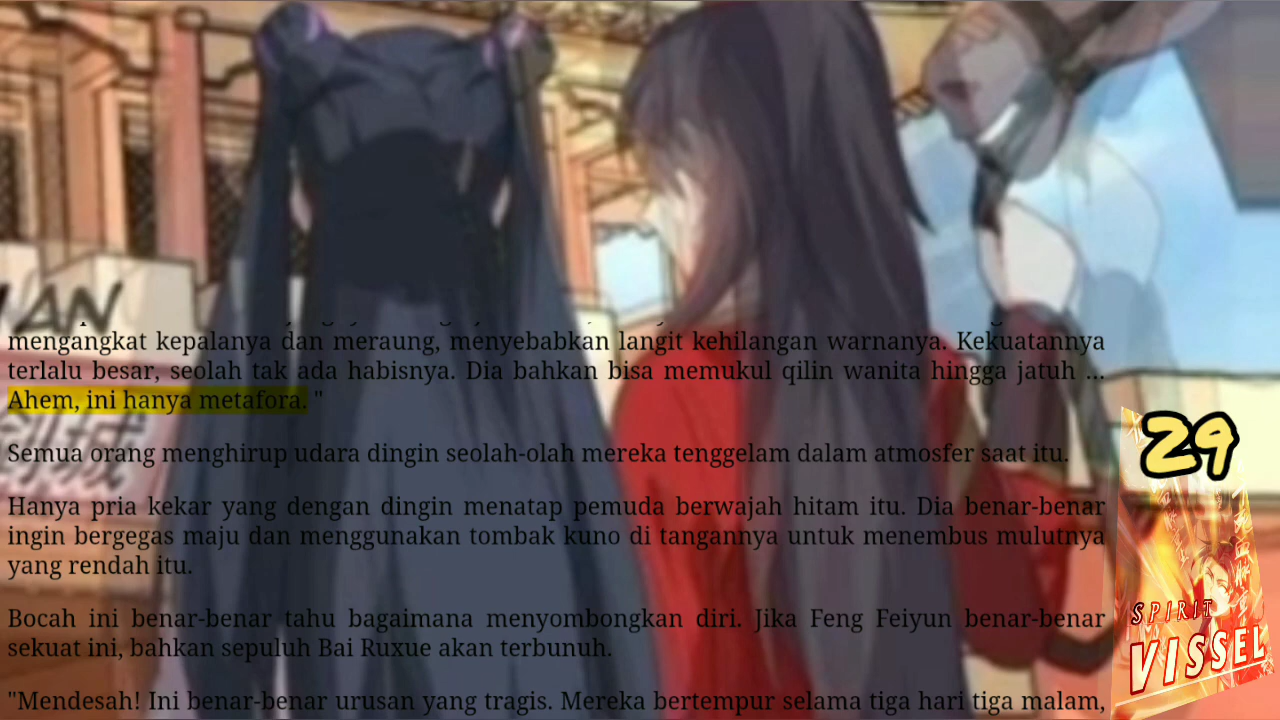 mengangkat kepalanya dan meraung, menyebabkan langit kehilangan warnanya. Kekuatannya
terlalu besar, seolah tak ada habisnya. Dia bahkan bisa memukul qilin wanita hingga jatuh ...
Ahem, ini hanya metafora. "
Semua orang menghirup udara dingin seolah-olah mereka tenggelam dalam atmosfer saat itu.
Hanya pria kekar yang dengan dingin menatap pemuda berwajah hitam itu. Dia benar-benar
ingin bergegas maju dan menggunakan tombak kuno di tangannya untuk menembus mulutnya
yang rendah itu.
Bocah ini benar-benar tahu bagaimana menyombongkan diri. Jika Feng Feiyun benar-benar
sekuat ini, bahkan sepuluh Bai Ruxue akan terbunuh.
"Mendesah! Ini benar-benar urusan yang tragis. Mereka bertempur selama tiga hari tiga malam,
29
SPIRIT
VISSEL